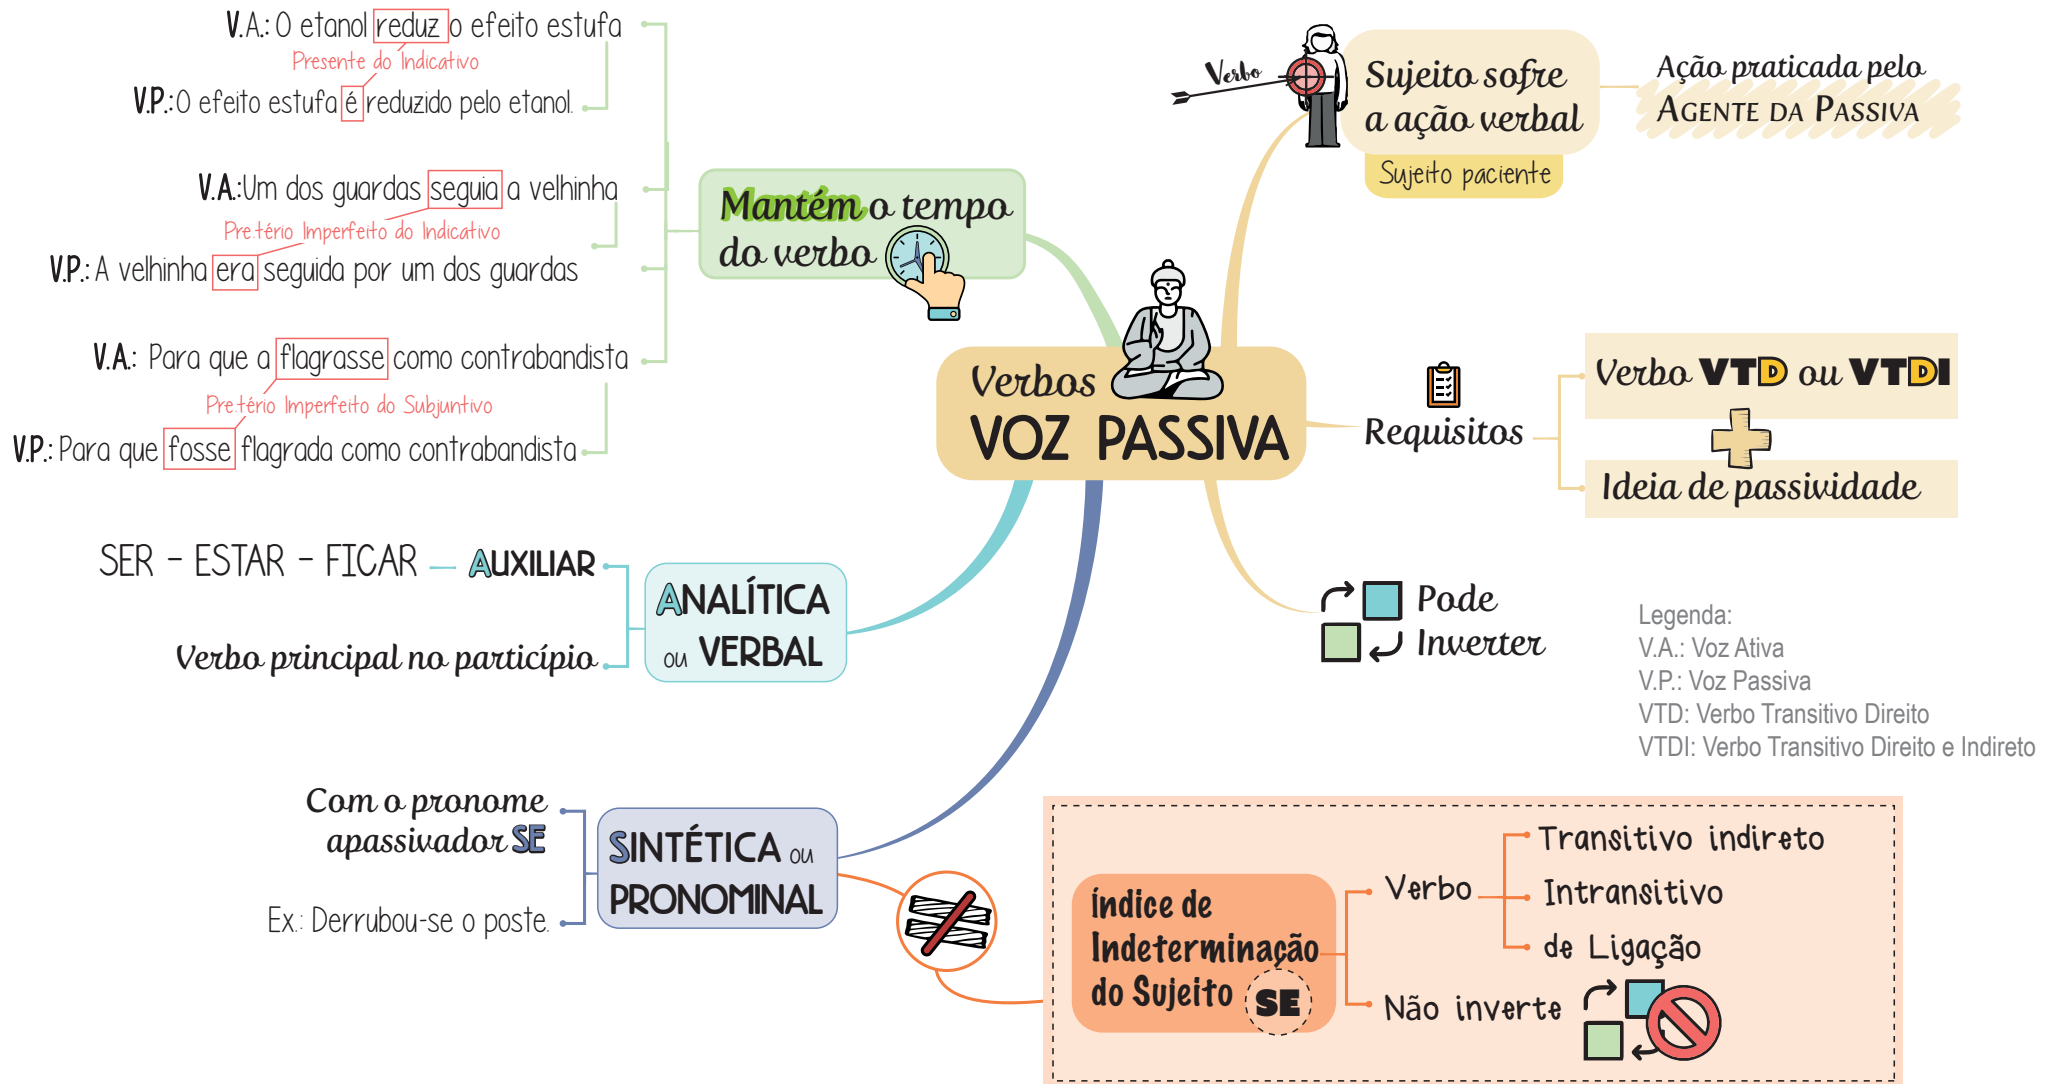 V.A.: O etanol reduz o efeito estufa
Presente do Indicativo
V.P.: O efeito estufa é reduzido pelo etanol.
V.A.: Um dos guardas seguia a velhinha
Pretério Imperfeito do Indicativo
V.P.: A velhinha era seguida por um dos guardas
V.A.: Para que a flagrasse como contrabandista
Pretério Imperfeito do Subjuntivo
V.P.: Para que fosse flagrada como contrabandista
Mantém o tempo
do verbo
Verbo
Sujeito sofre
a ação verbal
Sujeito paciente
Ação praticada pelo
AGENTE DA PASSIVA
Verbos
VOZ PASSIVA
Requisitos
Verbo VTD ou VTDI
Ideia de passividade
Pode
Inverter
Legenda:
V.A.: Voz Ativa
V.P.: Voz Passiva
VTD: Verbo Transitivo Direito
VTDI: Verbo Transitivo Direito e Indireto
SER - ESTAR - FICAR
AUXILIAR
Verbo principal no particípio
ANALÍTICA
ou VERBAL
Com o pronome
apassivador SE
Ex.: Derrubou-se o poste.
SINTÉTICA ou
PRONOMINAL
Índice de
Indeterminação
do Sujeito SE
Verbo
Transitivo indireto
Intransitivo
de Ligação
Não inverte